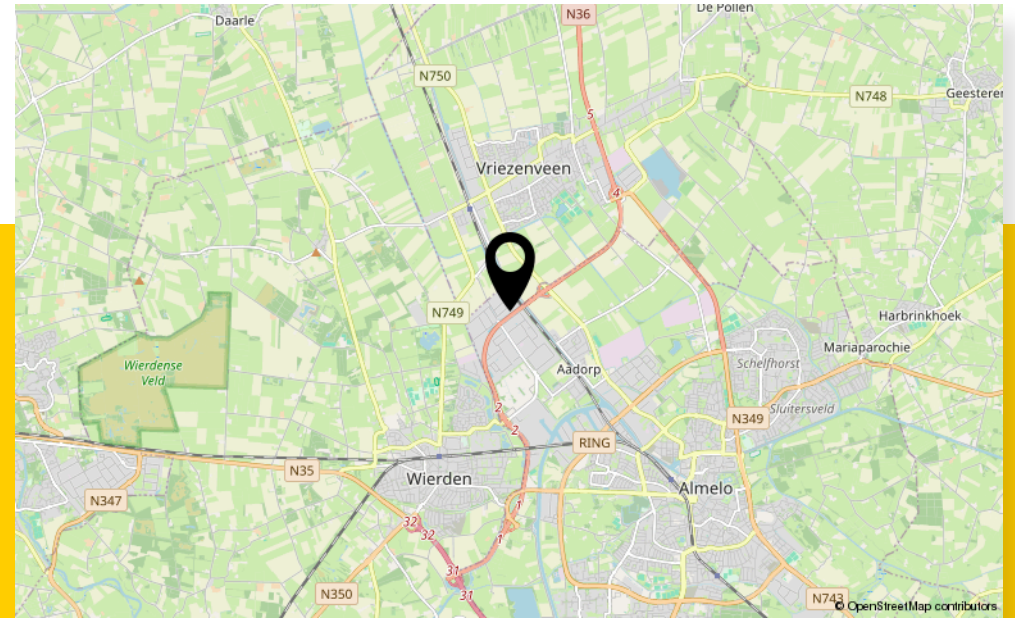 De Pollen
N36
Daarle
N750
N748
Geesteren
5
Vriezenveen
4
N749
Harbrinkhoek
Mariaparochie
Wierdense
Veld
Schelfhorst
Aadorp
Sluitersveld
2
2
N349
RING
N35
Wierden
Almelo
N347
1
32
32
1
31
31
N350
N743
© OpenStreetMap contributors